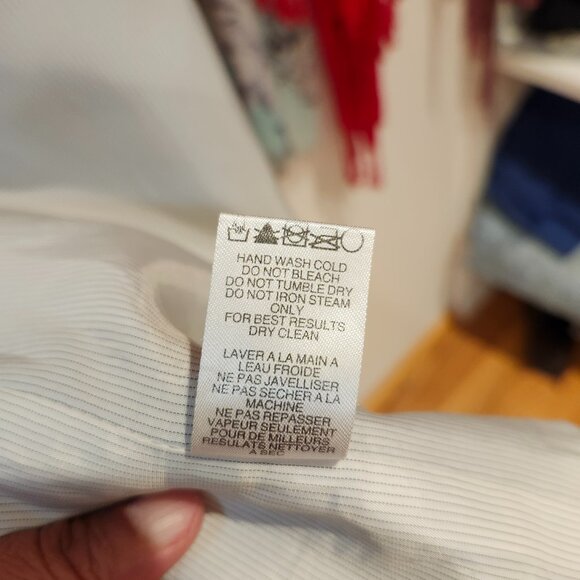 HAND WASH COLD
DO NOT BLEACH
DO NOT TUMBLE DRY
DO NOT IRON STEAM
ONLY
FOR BEST RESULTS
DRY CLEAN
LAVER A LA MAIN A
LEAU FROIDE
NE PAS JAVELLISER
NE PAS SECHER A LA
MACHINE
NE PAS REPASSER
VAPEUR SEULEMENT
POUR DE MILLEURS
RESULATS NETTOYER
A SEC